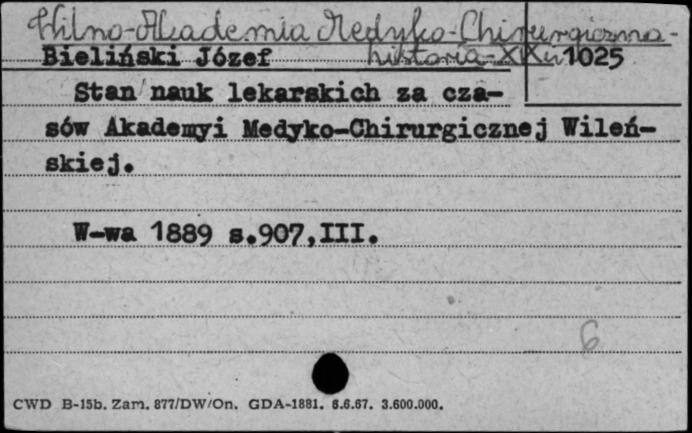 Wilno-Akademia Medyko-Chirurgiczna-
historia-XIXw
Bieliński Józef 1025
Stan nauk lekarskich za cza-
sów Akademyi Medyko-Chirurgicznej Wileń-
skiej.
W-wa 1889 s.907,III.
6
CWD B-15b. Zam. 877/DW/On. GDA-1881. 6.6.67. 3.600.000.